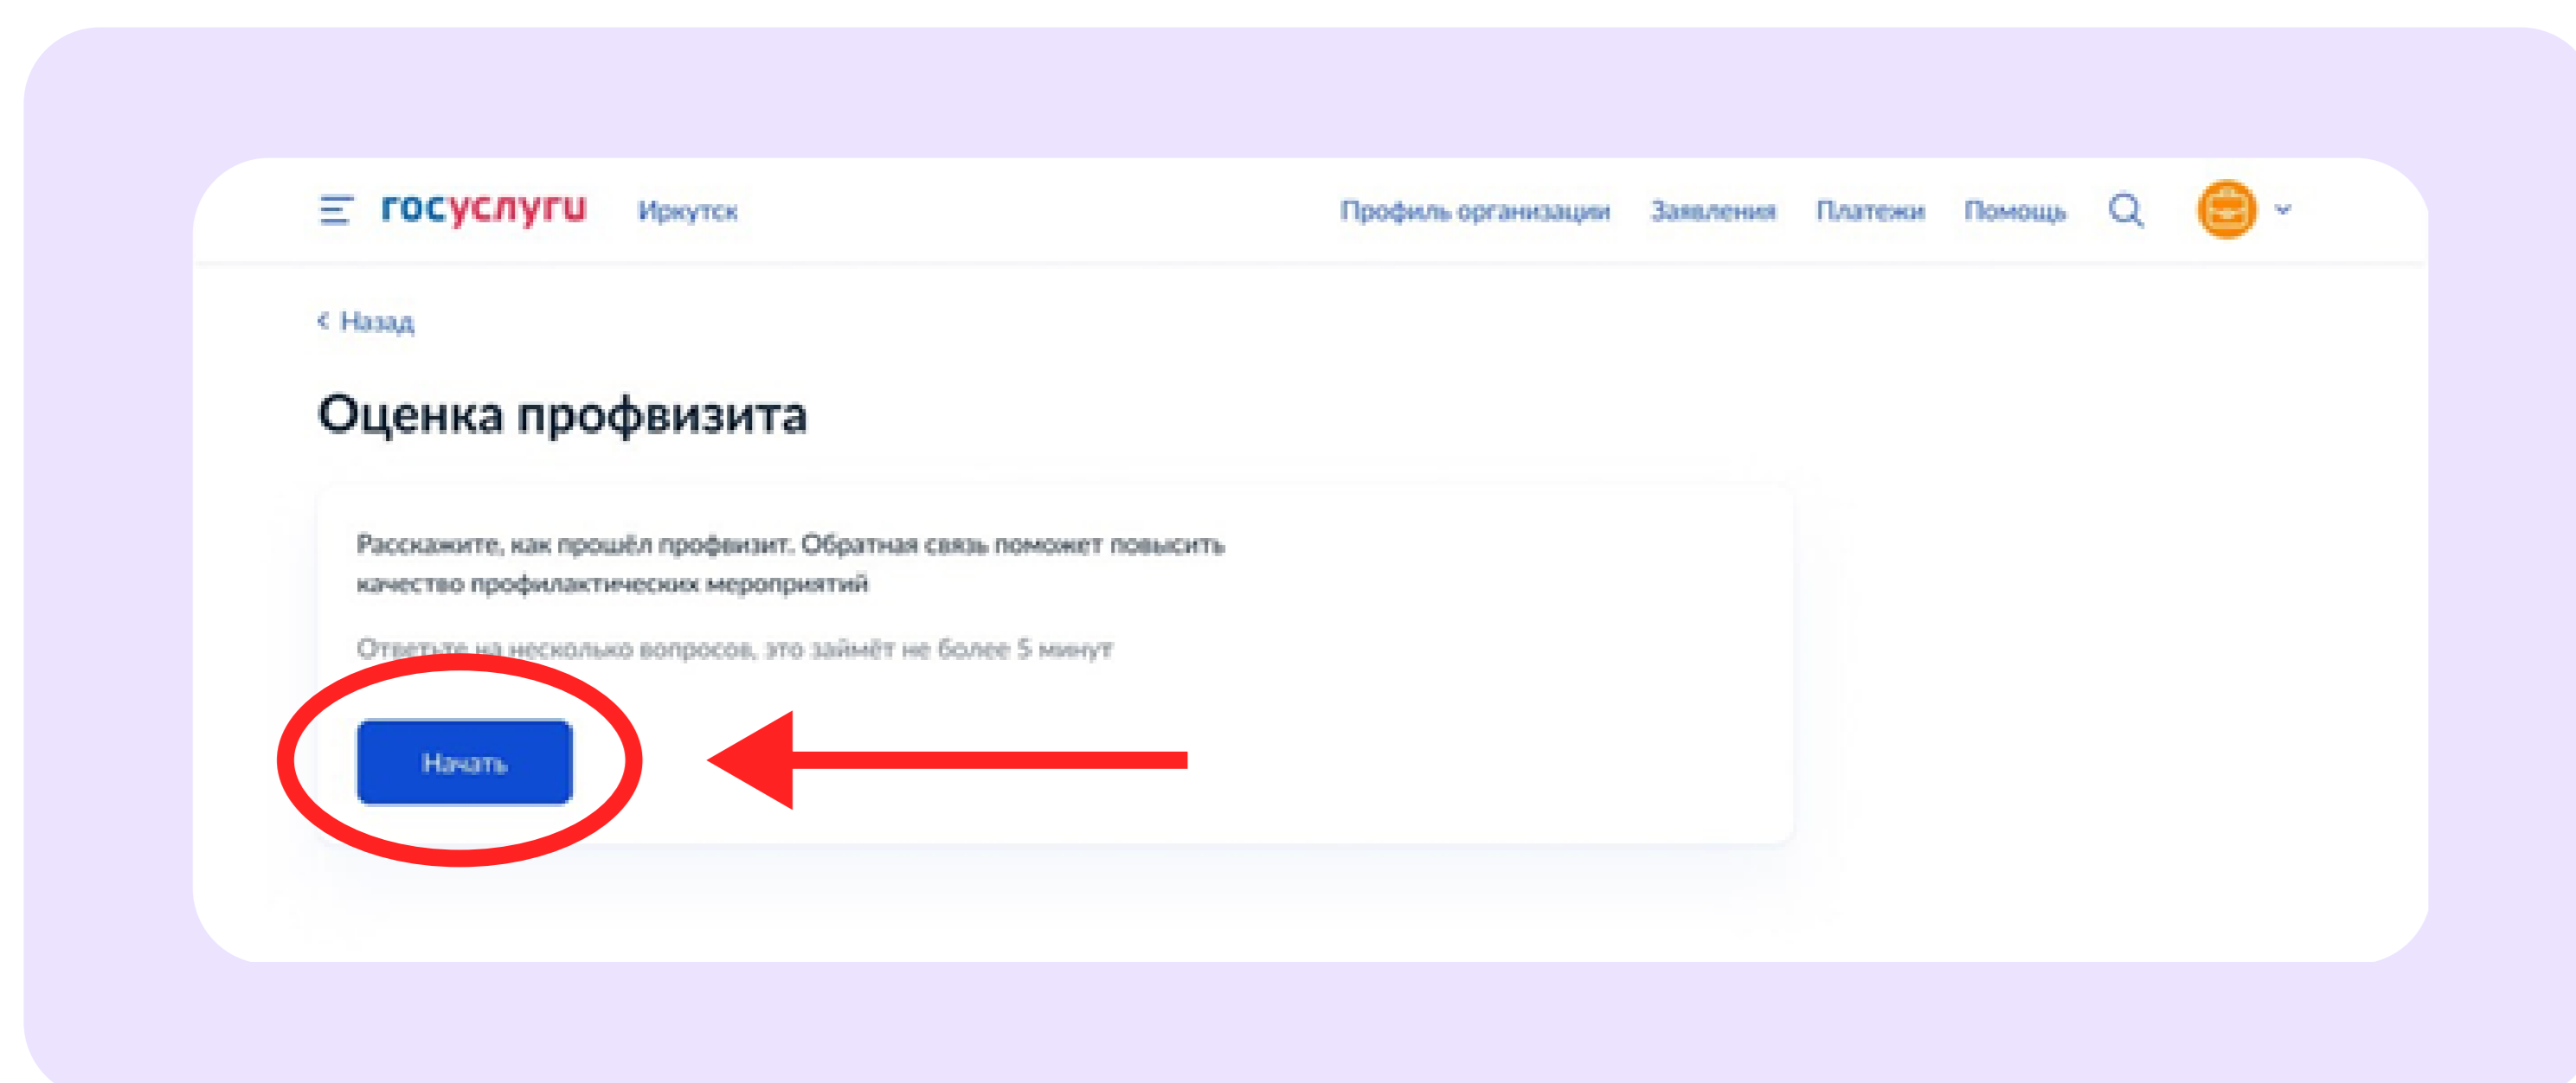 госуслуги Иркутск Профиль организации Заявления Платежи Помощь
Назад
Оценка профвизита
Расскажите, как прошёл профвизит. Обратная связь поможет повысить
качество профилактических мероприятий
Ответьте на несколько вопросов, это займёт не более 5 минут
Начать